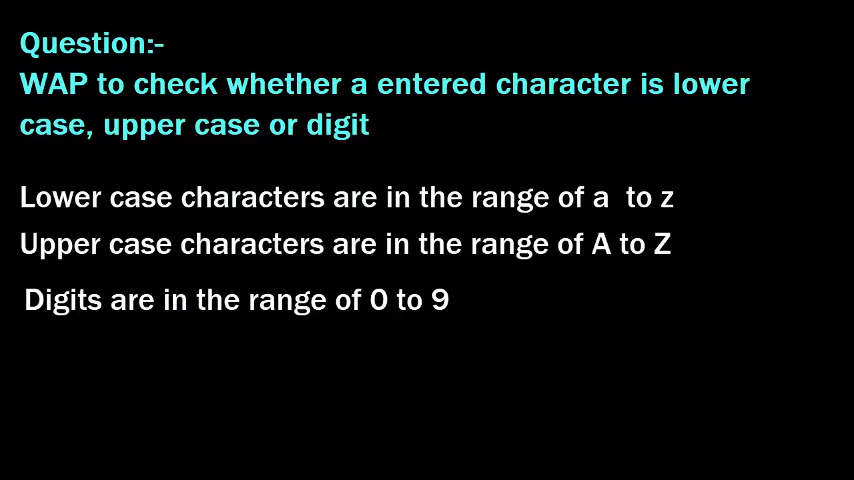 Question:-
WAP to check whether a entered character is lower
case, upper case or digit
Lower case characters are in the range of a  to z
Upper case characters are in the range of A to Z
Digits are in the range of 0 to 9